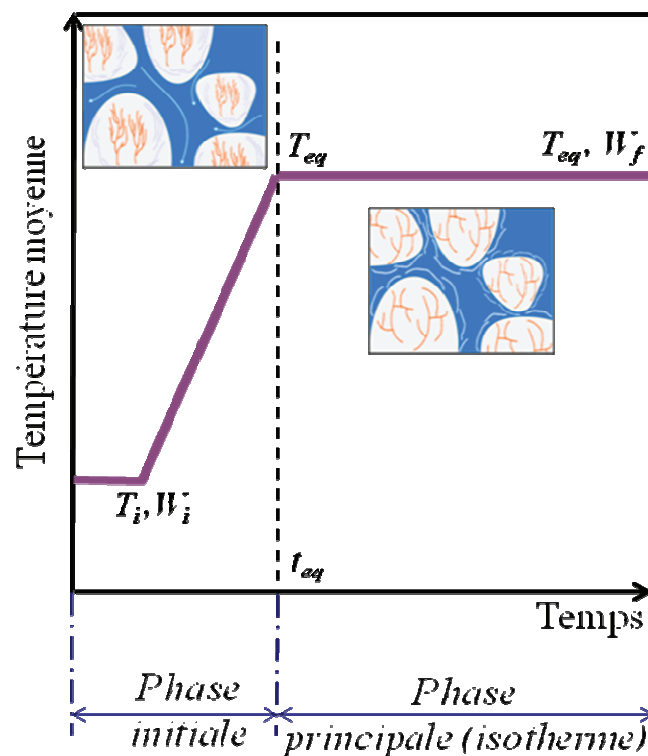 Température moyenne
T_eq
T_eq, W_f
T_i, W_i
t_eq
Temps
Phase
initiale
Phase
principale (isotherme)